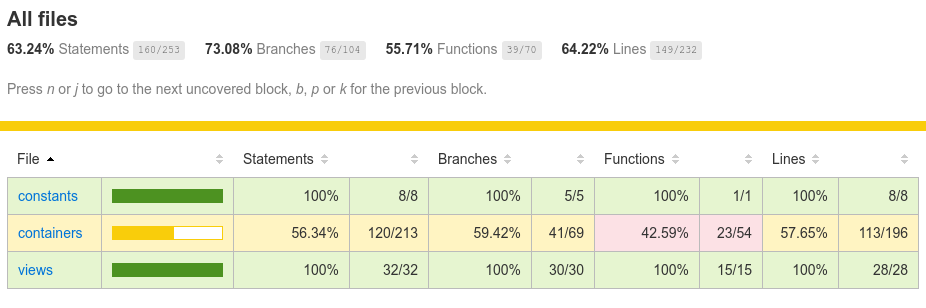 All files
63.24% Statements 160/253 73.08% Branches 76/104 55.71% Functions 39/70 64.22% Lines 149/232
Press n or j to go to the next uncovered block, b, p or k for the previous block.
File Statements Branches Functions Lines
constants 100% 8/8 100% 5/5 100% 1/1 100% 8/8
containers 56.34% 120/213 59.42% 41/69 42.59% 23/54 57.65% 113/196
views 100% 32/32 100% 30/30 100% 15/15 100% 28/28